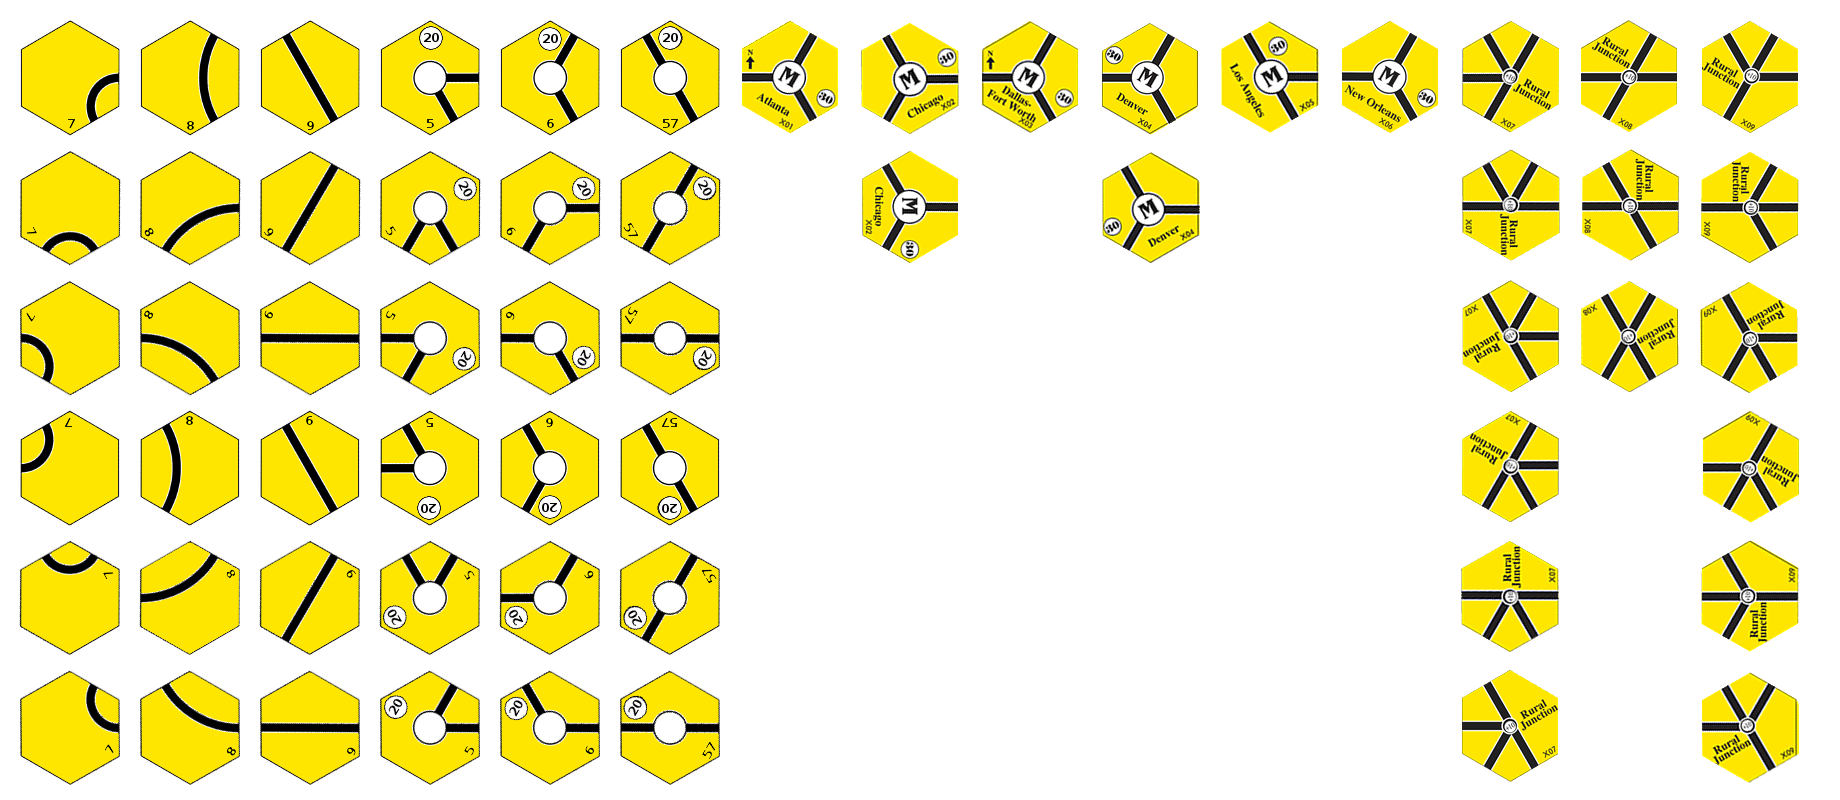 20 20 20
7 8 9 5 6 57
N M 30 Atlanta X01
30 M Chicago X02
N M 30 Dallas-
Fort Worth X03
30 M Denver X04
30 M Los Angeles X05
M 30 New Orleans X06
Rural
Junction
X07
Rural
Junction
X08
Rural
Junction
X09
7 8 9 5 20 6 20 57 20
Chicago M X02 30
M 30 Denver X04
X07 Rural
Junction
Rural
Junction
X08
Rural
Junction
X09
7 8 9 5 20 6 20 57 20
X07
Rural
Junction
X08
Rural
Junction
X09
Rural
Junction
7 8 9 5 20 6 20 57 20
X07
Rural
Junction
X09
Rural
Junction
7 8 9 5 20 6 20 57 20
Rural
Junction
X07
X09
Rural
Junction
20 20 20
7 8 9 5 6 57
Rural
Junction
X07
Rural
Junction
X09